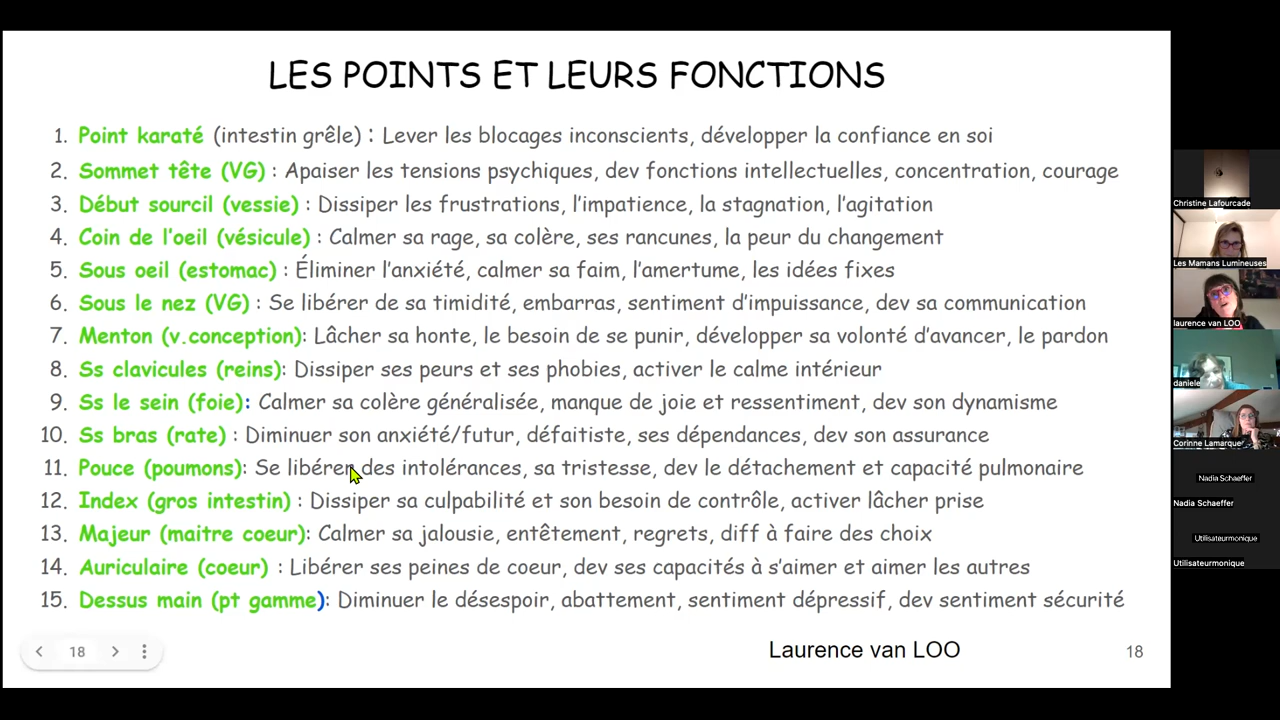 LES POINTS ET LEURS FONCTIONS
1. Point karaté (intestin grêle) : Lever les blocages inconscients, développer la confiance en soi
2. Sommet tête (VG) : Apaiser les tensions psychiques, dev fonctions intellectuelles, concentration, courage
3. Début sourcil (vessie) : Dissiper les frustrations, l'impatience, la stagnation, l'agitation
4. Coin de l'oeil (vésicule) : Calmer sa rage, sa colère, ses rancunes, la peur du changement
5. Sous oeil (estomac) : Éliminer l'anxiété, calmer sa faim, l'amertume, les idées fixes
6. Sous le nez (VG) : Se libérer de sa timidité, embarras, sentiment d'impuissance, dev sa communication
7. Menton (v.conception): Lâcher sa honte, le besoin de se punir, développer sa volonté d'avancer, le pardon
8. Ss clavicules (reins): Dissiper ses peurs et ses phobies, activer le calme intérieur
9. Ss le sein (foie): Calmer sa colère généralisée, manque de joie et ressentiment, dev son dynamisme
10. Ss bras (rate) : Diminuer son anxiété/futur, défaitiste, ses dépendances, dev son assurance
11. Pouce (poumons): Se libérer des intolérances, sa tristesse, dev le détachement et capacité pulmonaire
12. Index (gros intestin) : Dissiper sa culpabilité et son besoin de contrôle, activer lâcher prise
13. Majeur (maitre coeur): Calmer sa jalousie, entêtement, regrets, diff à faire des choix
14. Auriculaire (coeur) : Libérer ses peines de coeur, dev ses capacités à s'aimer et aimer les autres
15. Dessus main (pt gamme): Diminuer le désespoir, abattement, sentiment dépressif, dev sentiment sécurité
18
Laurence van LOO
18
Christine Lafourcade
Les Mamans Lumineuses
laurence van LOO
daniele
Corinne Lamarque
Nadia Schaeffer
Nadia Schaeffer
Utilisateurmonique
Utilisateurmonique